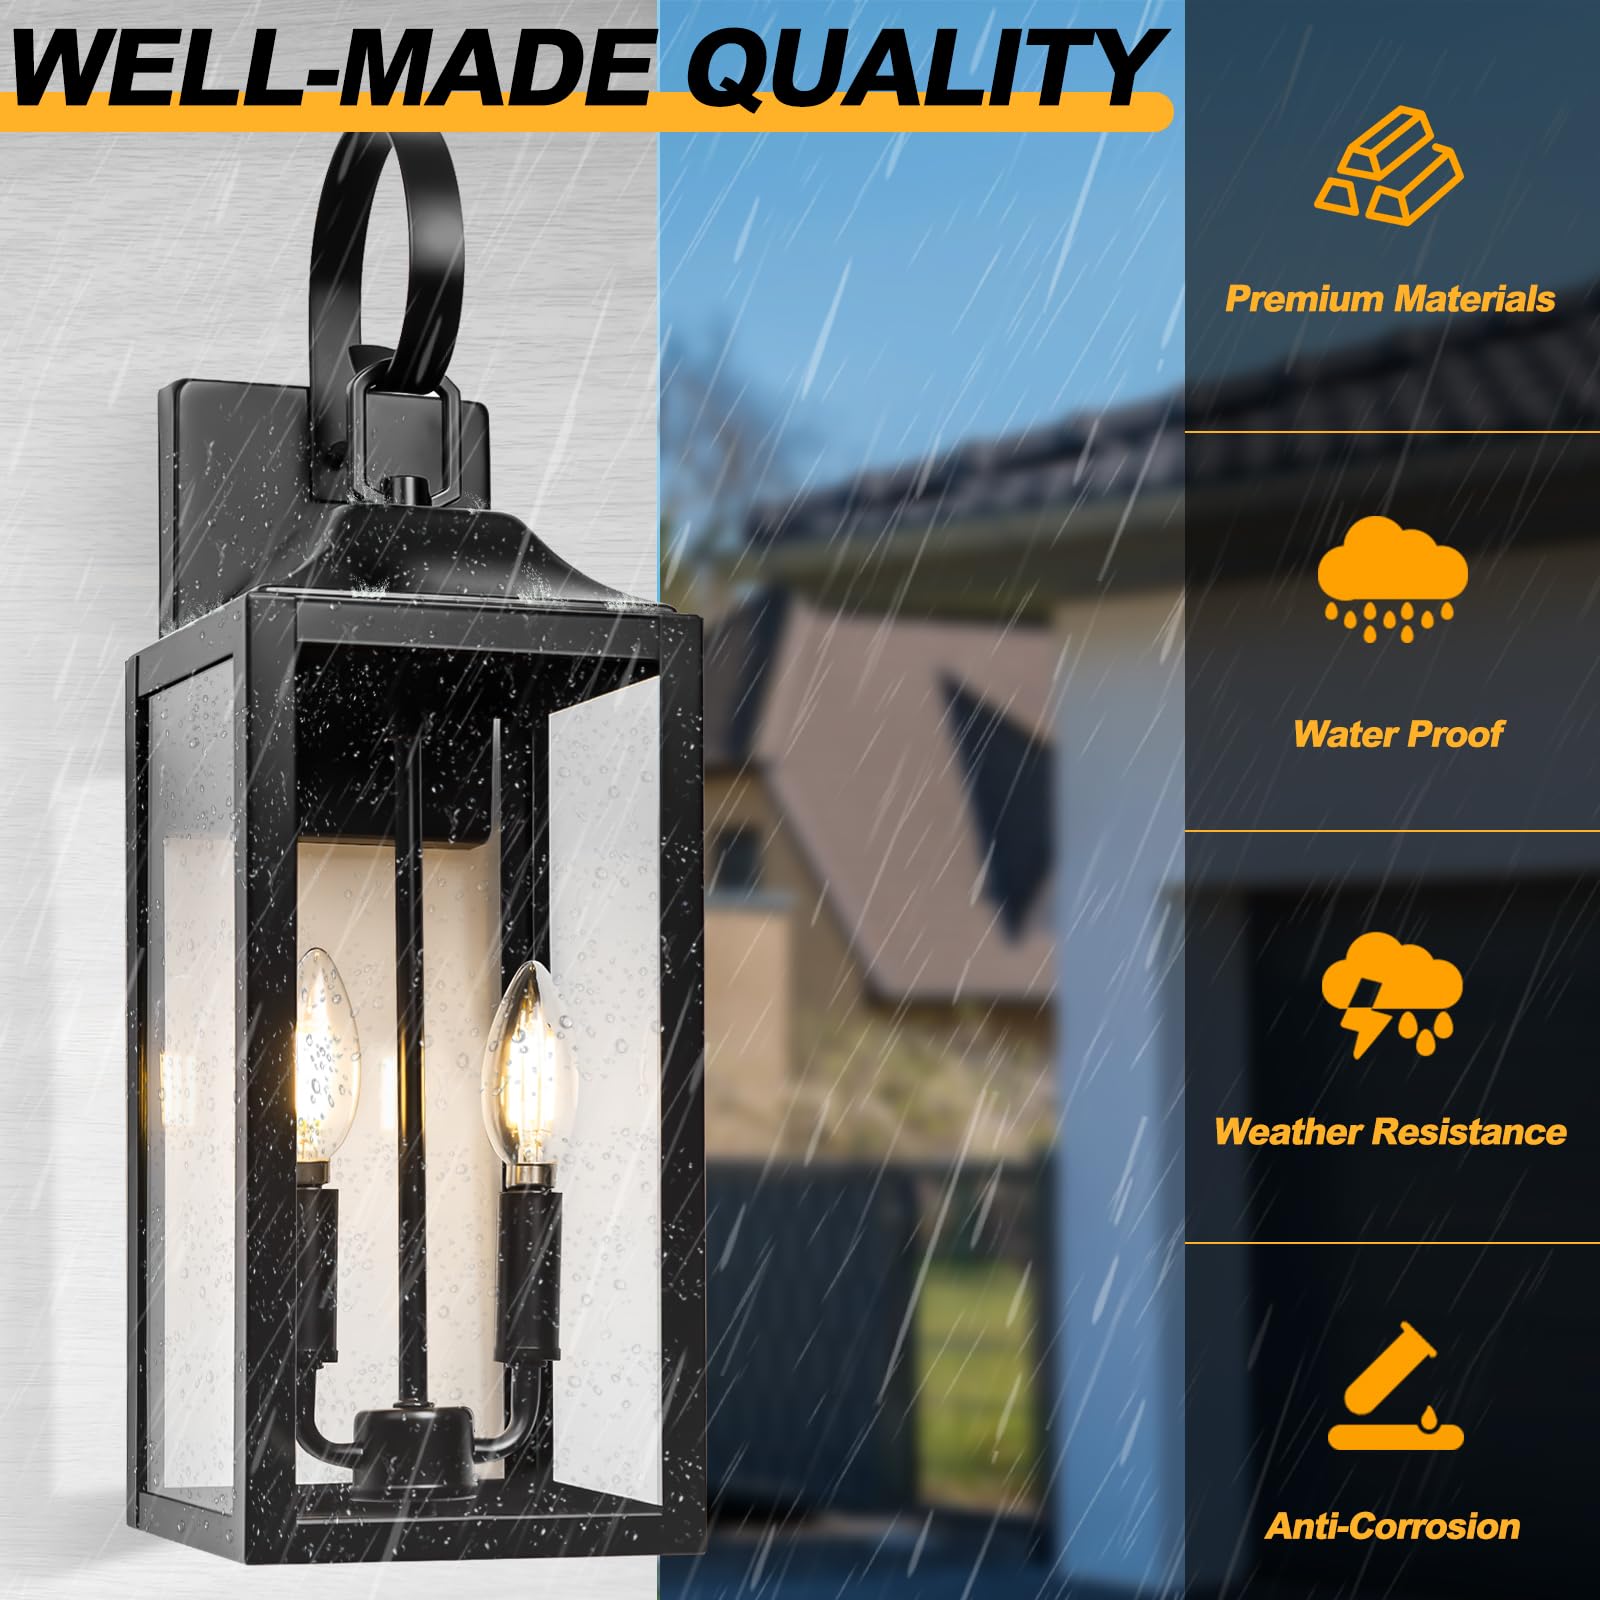 WELL-MADE QUALITY
Premium Materials
Water Proof
Weather Resistance
Anti-Corrosion